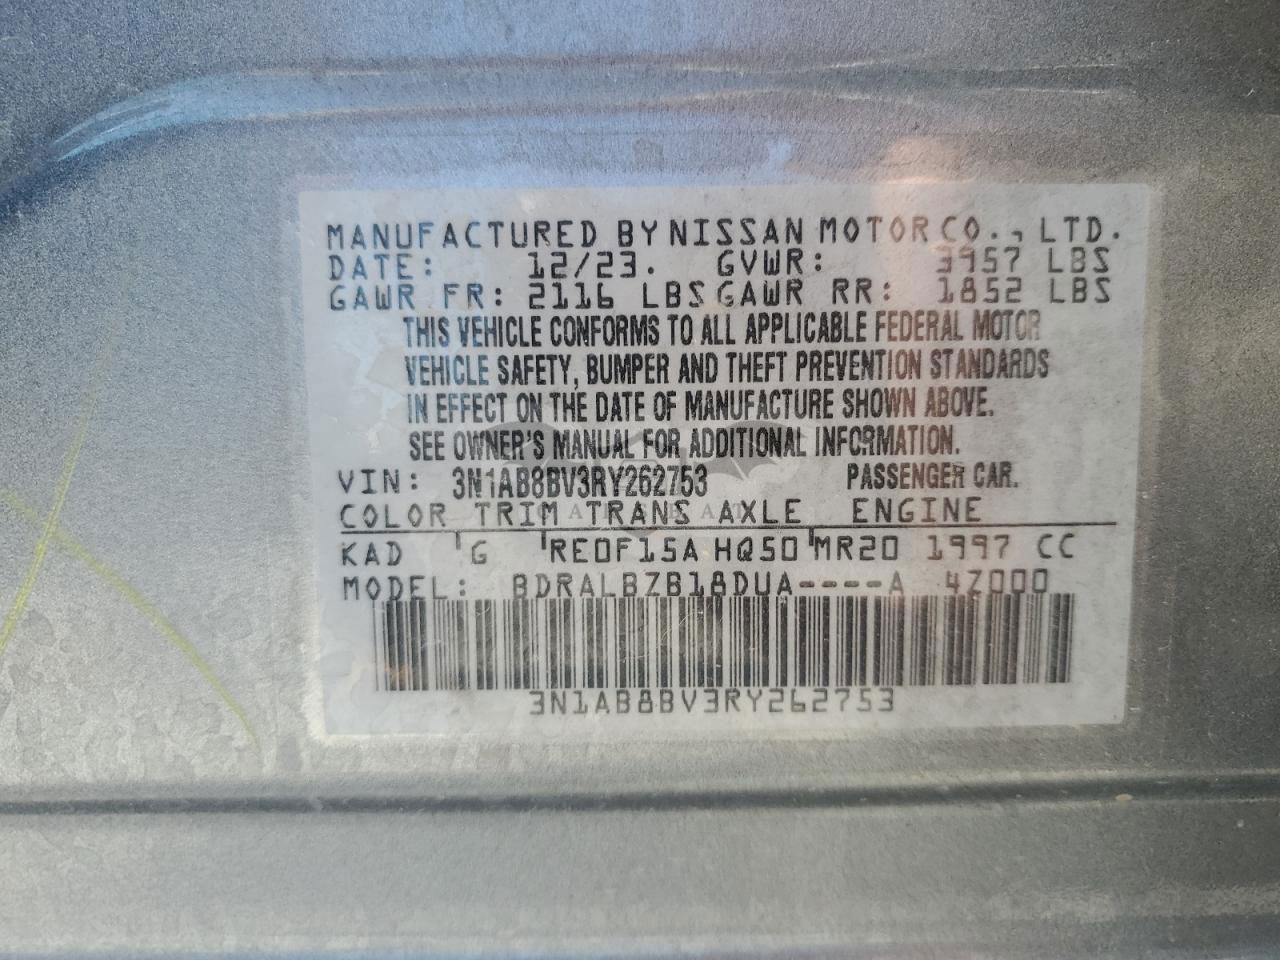 MANUFACTURED BY NISSAN MOTOR CO., LTD.
DATE: 12/23. GVWR: 3957 LBS
GAWR FR: 2116 LBS GAWR RR: 1852 LBS
THIS VEHICLE CONFORMS TO ALL APPLICABLE FEDERAL MOTOR
VEHICLE SAFETY, BUMPER AND THEFT PREVENTION STANDARDS
IN EFFECT ON THE DATE OF MANUFACTURE SHOWN ABOVE.
SEE OWNER'S MANUAL FOR ADDITIONAL INFORMATION.
VIN: 3N1AB8BV3RY262753 PASSENGER CAR.
COLOR TRIM TRANS AXLE ENGINE
KAD G RE0F15A HQ50 MR20 1997 CC
MODEL: BDRALBZB18DUA----A 4Z000
3N1AB8BV3RY262753